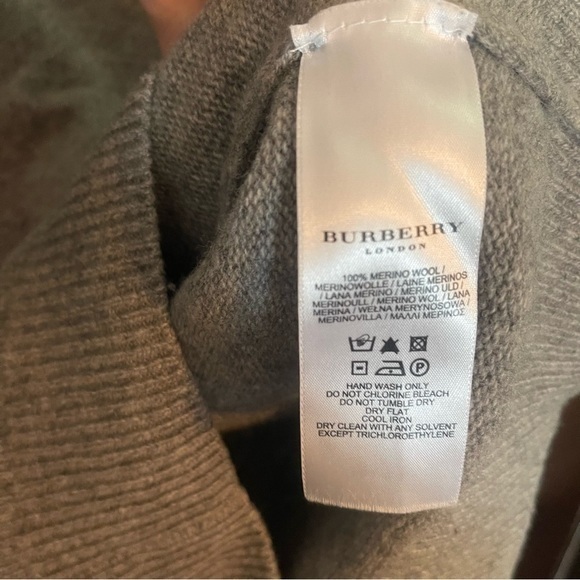 BURBERRY
LONDON
100% MERINO WOOL /
MERINOWOLLE / LAINE MERINOS
/ LANA MERINO / MERINO ULD /
MERINOULL / MERINO WOL / LANA
MERINA / WEŁNA MERYNOSOWA /
MERINOVILLA / ΜΑΛΛΙ ΜΕΡΙΝΟΣ
P
HAND WASH ONLY
DO NOT CHLORINE BLEACH
DO NOT TUMBLE DRY
DRY FLAT
COOL IRON
DRY CLEAN WITH ANY SOLVENT
EXCEPT TRICHLOROETHYLENE